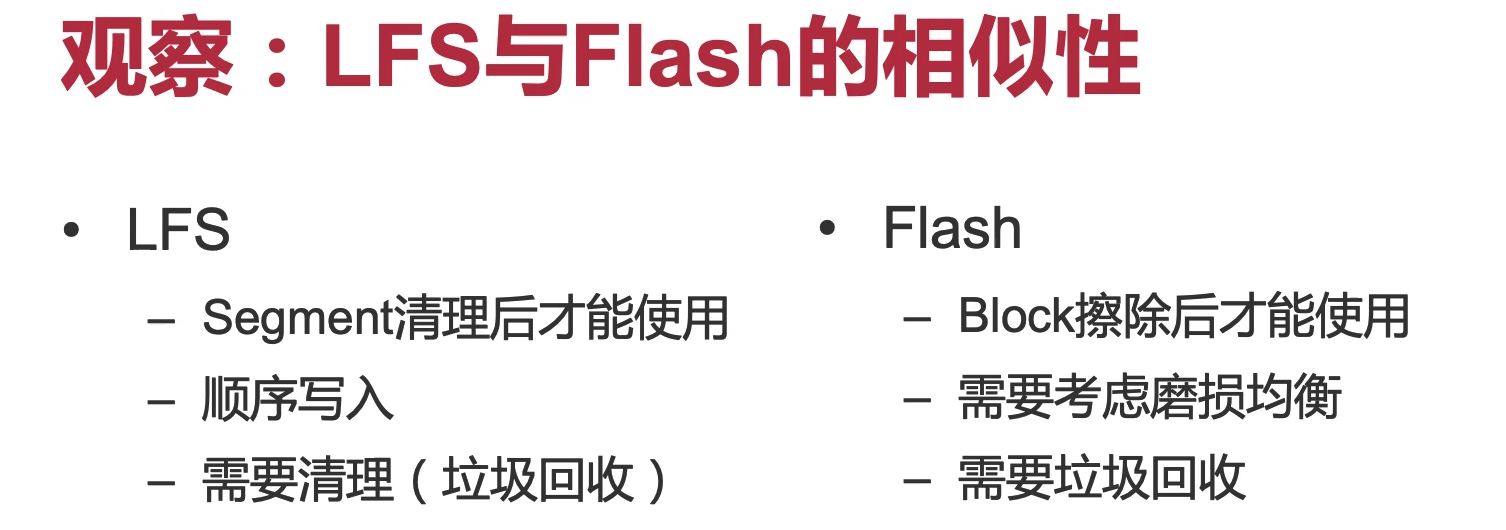 观察：LFS与Flash的相似性
• LFS
– Segment清理后才能使用
– 顺序写入
– 需要清理（垃圾回收）
• Flash
– Block擦除后才能使用
– 需要考虑磨损均衡
– 需要垃圾回收